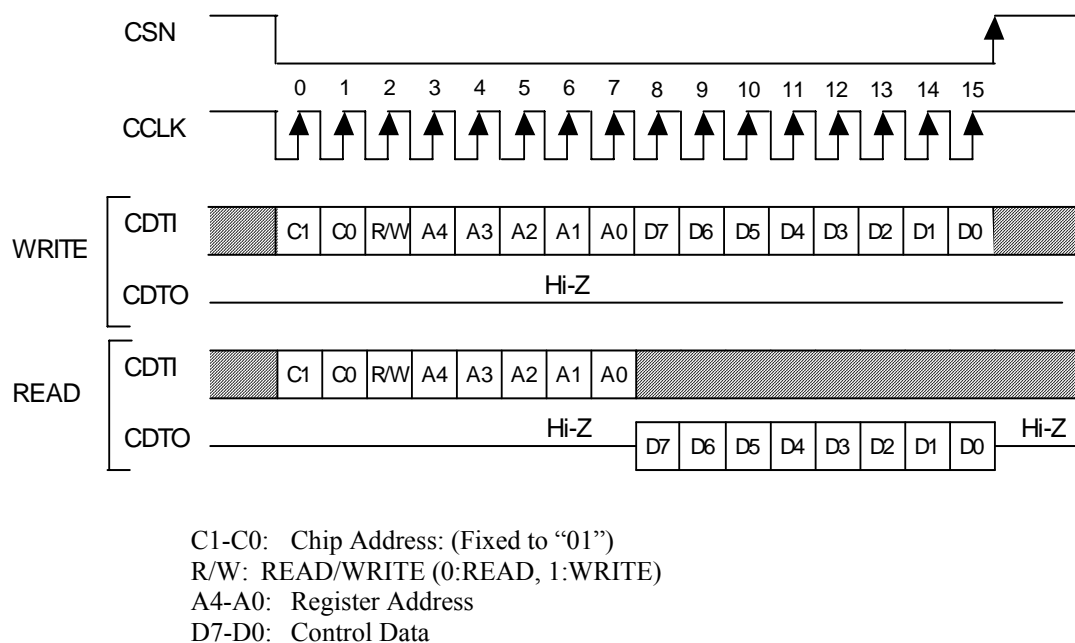 CSN
0 1 2 3 4 5 6 7 8 9 10 11 12 13 14 15
CCLK
WRITE
CDTI
C1 C0 R/W A4 A3 A2 A1 A0 D7 D6 D5 D4 D3 D2 D1 D0
Hi-Z
CDTO
READ
CDTI
C1 C0 R/W A4 A3 A2 A1 A0
CDTO
Hi-Z
D7 D6 D5 D4 D3 D2 D1 D0
Hi-Z
C1-C0: Chip Address: (Fixed to “01”)
R/W: READ/WRITE (0:READ, 1:WRITE)
A4-A0: Register Address
D7-D0: Control Data